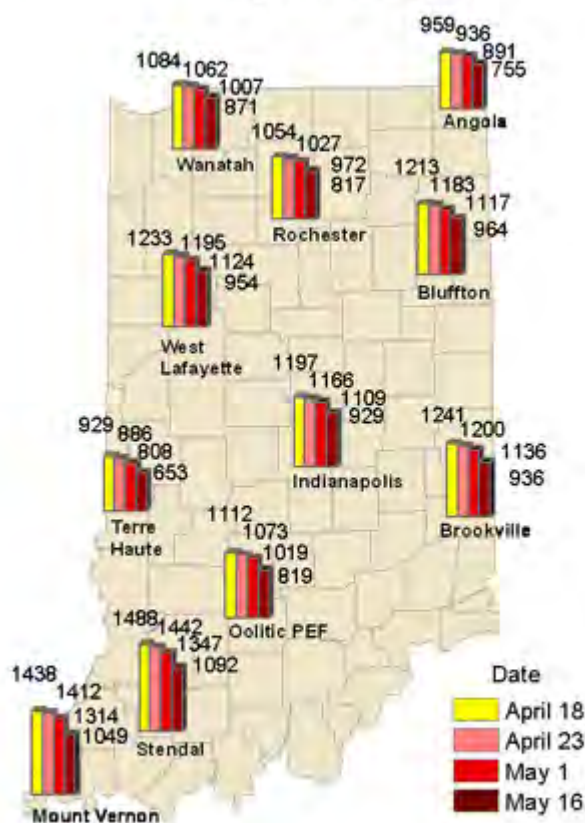 959 936
891
755
Angola
1084 1062
1007
871
Wanatah
1054 1027
972
817
Rochester
1213
1183
1117
964
Bluffton
1233 1195
1124
954
West
Lafayette
1197
1166
1109
929
Indianapolis
1241
1200
1136
936
Brookville
929 886
808
653
Terre
Haute
1112
1073
1019
819
Oolitic PEF
1488
1442
1347
1092
Stendal
1438
1412
1314
1049
Mount Vernon
Date
April 18
April 23
May 1
May 16